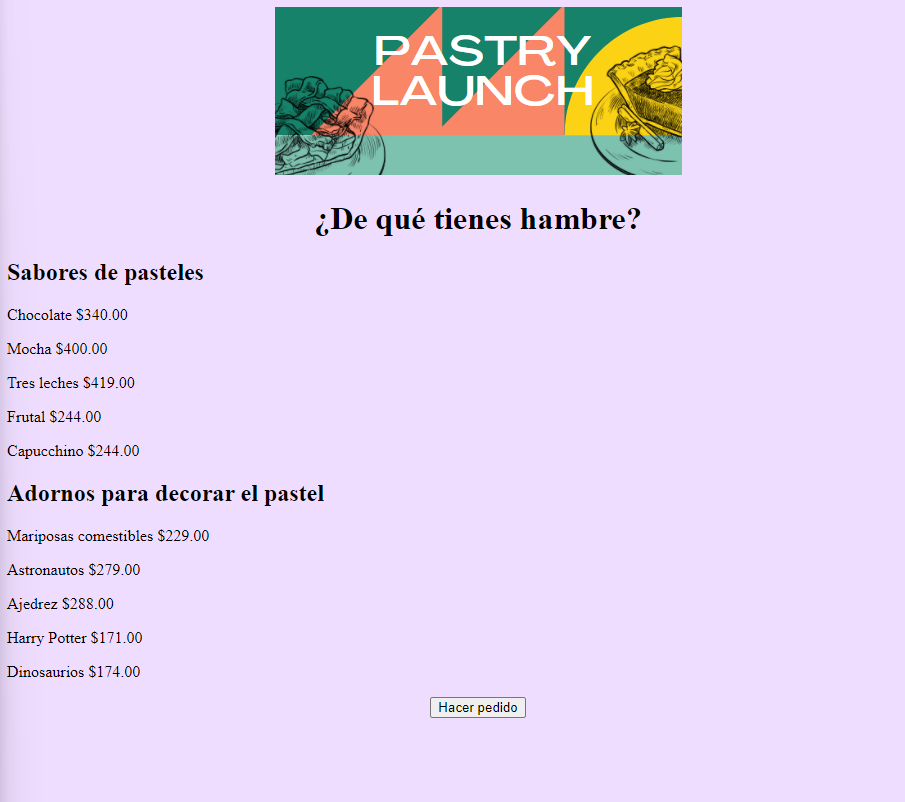 PASTRY
LAUNCH
¿De qué tienes hambre?
Sabores de pasteles
Chocolate $340.00
Mocha $400.00
Tres leches $419.00
Frutal $244.00
Capucchino $244.00
Adornos para decorar el pastel
Mariposas comestibles $229.00
Astronautos $279.00
Ajedrez $288.00
Harry Potter $171.00
Dinosaurios $174.00
Hacer pedido